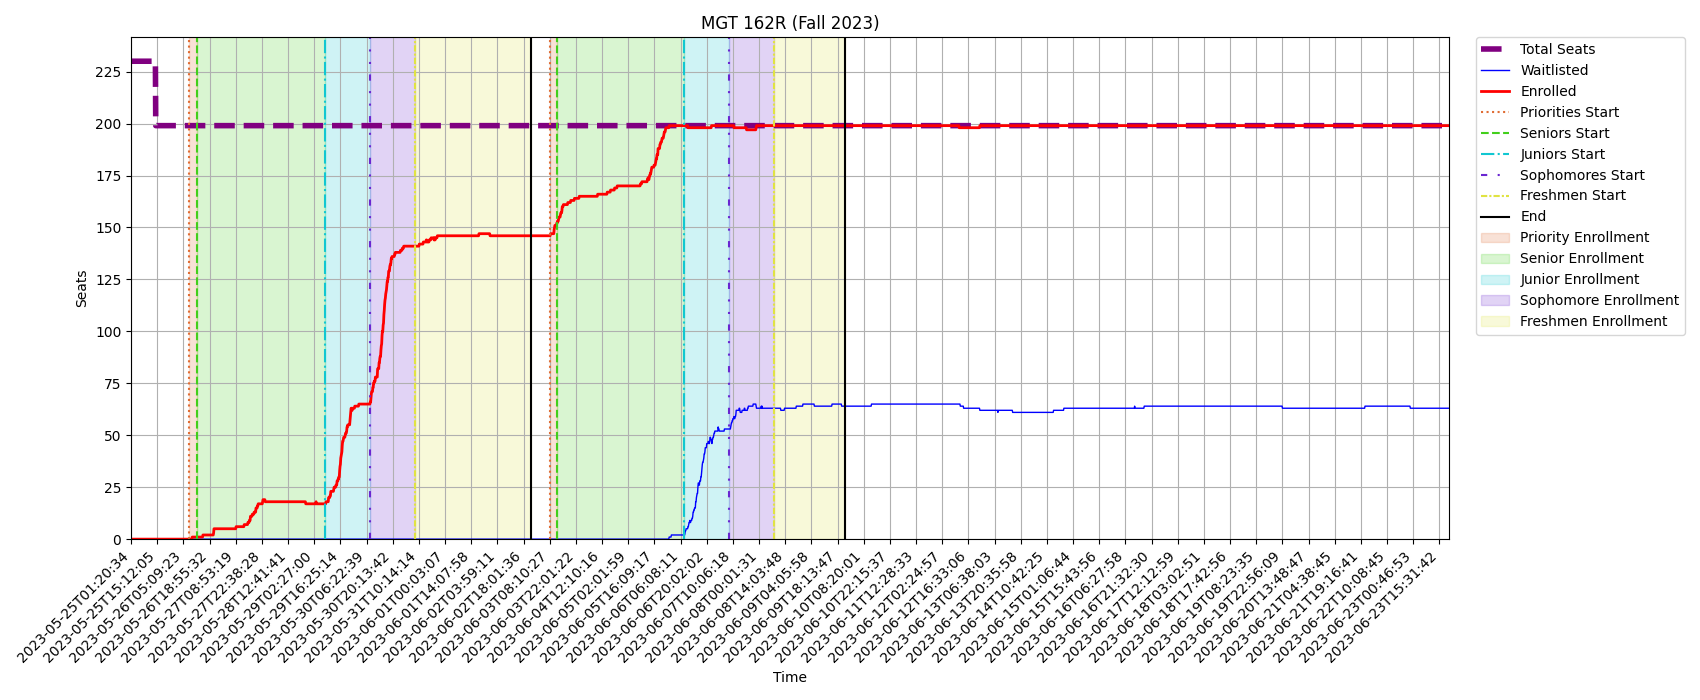 MGT 162R (Fall 2023)
Seats
225
200
175
150
125
100
75
50
25
0
2023-05-25T01:20:34
2023-05-25T15:12:05
2023-05-26T05:09:23
2023-05-26T18:55:32
2023-05-27T08:53:19
2023-05-27T22:38:28
2023-05-28T12:41:41
2023-05-29T02:27:00
2023-05-29T16:25:14
2023-05-30T06:22:39
2023-05-30T20:13:42
2023-05-31T10:14:14
2023-06-01T00:03:07
2023-06-01T14:07:58
2023-06-02T03:59:11
2023-06-02T18:01:36
2023-06-03T08:10:27
2023-06-03T22:01:22
2023-06-04T12:10:16
2023-06-05T02:01:59
2023-06-05T16:09:17
2023-06-06T06:08:11
2023-06-06T20:02:02
2023-06-07T10:06:18
2023-06-08T00:01:31
2023-06-08T14:03:48
2023-06-09T04:05:58
2023-06-09T18:13:47
2023-06-10T08:20:01
2023-06-10T22:15:37
2023-06-11T12:28:33
2023-06-12T02:24:57
2023-06-12T16:33:06
2023-06-13T06:38:03
2023-06-13T20:35:58
2023-06-14T10:42:25
2023-06-15T01:06:44
2023-06-15T15:43:56
2023-06-16T06:27:58
2023-06-16T21:32:30
2023-06-17T12:12:59
2023-06-18T03:02:51
2023-06-18T17:42:56
2023-06-19T08:23:35
2023-06-19T22:56:09
2023-06-20T13:48:47
2023-06-21T04:38:45
2023-06-21T19:16:41
2023-06-22T10:08:45
2023-06-23T00:46:53
2023-06-23T15:31:42
Time
Total Seats
Waitlisted
Enrolled
Priorities Start
Seniors Start
Juniors Start
Sophomores Start
Freshmen Start
End
Priority Enrollment
Senior Enrollment
Junior Enrollment
Sophomore Enrollment
Freshmen Enrollment